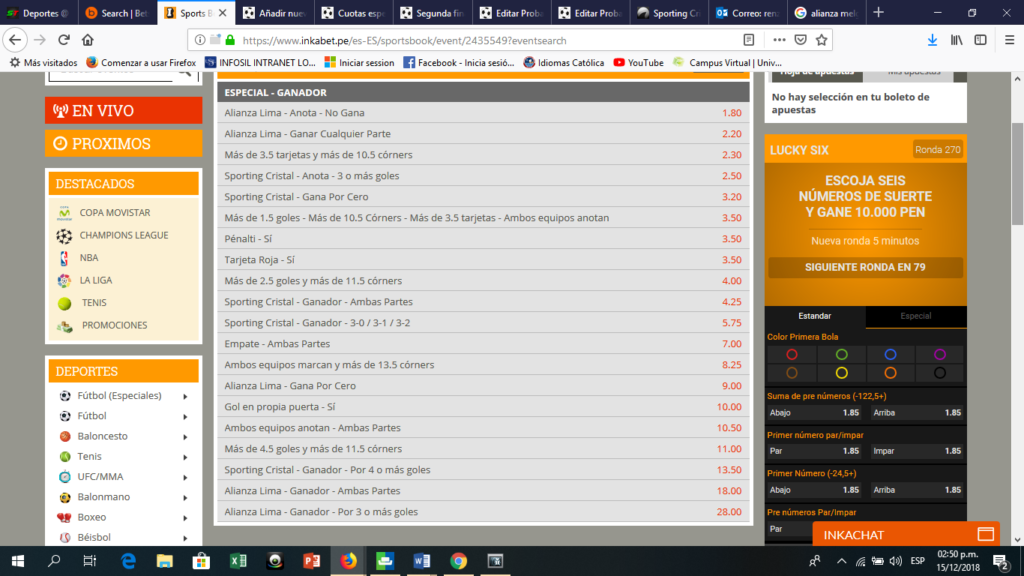 Deportes @
Search | Bet
Sports B
Añadir nuev
Cuotas espe
Segunda fin
Editar Prob
Editar Prob
Sporting Cr
Correo: ren
alianza mel
https://www.inkabet.pe/es-ES/sportsbook/event/2435549?eventsearch
Más visitados
Comenzar a usar Firefox
INFOSIL INTRANET LO...
Iniciar session
Facebook - Inicia sesió...
Idiomas Católica
YouTube
Campus Virtual | Univ...
EN VIVO
PROXIMOS
DESTACADOS
COPA MOVISTAR
CHAMPIONS LEAGUE
NBA
LA LIGA
TENIS
PROMOCIONES
DEPORTES
Fútbol (Especiales)
Fútbol
Baloncesto
Tenis
UFC/MMA
Balonmano
Boxeo
Béisbol
ESPECIAL - GANADOR
Alianza Lima - Anota - No Gana 1.80
Alianza Lima - Ganar Cualquier Parte 2.20
Más de 3.5 tarjetas y más de 10.5 córners 2.30
Sporting Cristal - Anota - 3 o más goles 2.50
Sporting Cristal - Gana Por Cero 3.20
Más de 1.5 goles - Más de 10.5 Córners - Más de 3.5 tarjetas - Ambos equipos anotan 3.50
Pénalti - Sí 3.50
Tarjeta Roja - Sí 3.50
Más de 2.5 goles y más de 11.5 córners 4.00
Sporting Cristal - Ganador - Ambas Partes 4.25
Sporting Cristal - Ganador - 3-0 / 3-1 / 3-2 5.75
Empate - Ambas Partes 7.00
Ambos equipos marcan y más de 13.5 córners 8.25
Alianza Lima - Gana Por Cero 9.00
Gol en propia puerta - Sí 10.00
Ambos equipos anotan - Ambas Partes 10.50
Más de 4.5 goles y más de 11.5 córners 11.00
Sporting Cristal - Ganador - Por 4 o más goles 13.50
Alianza Lima - Ganador - Ambas Partes 18.00
Alianza Lima - Ganador - Por 3 o más goles 28.00
Hoja de apuestas
Mis apuestas
No hay selección en tu boleto de
apuestas
LUCKY SIX
Ronda 270
ESCOJA SEIS
NÚMEROS DE SUERTE
Y GANE 10.000 PEN
Nueva ronda 5 minutos
SIGUIENTE RONDA EN 79
Estandar
Especial
Color Primera Bola
Suma de pre números (-122,5+)
Abajo 1.85 Arriba 1.85
Primer número par/impar
Par 1.85 Impar 1.85
Primer Número (-24,5+)
Abajo 1.85 Arriba 1.85
Pre números Par/Impar
Par
INKACHAT
ESP
02:50 p.m.
15/12/2018
2